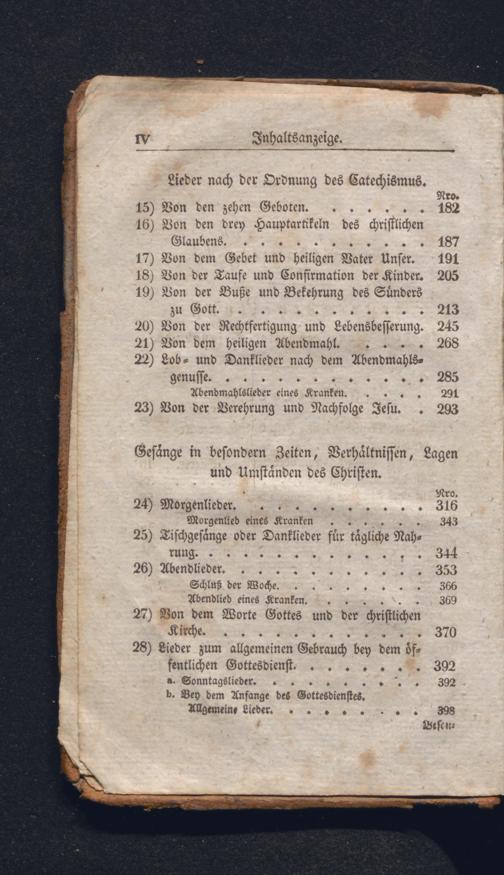 IV Inhaltsanzeige.
Lieder nach der Ordnung des Catechismus.
Nro.
15) Von den zehen Geboten. . . . . . . 182
16) Von den drey Hauptartikeln des christlichen
Glaubens. . . . . . . . . . . . 187
17) Von dem Gebet und heiligen Vater Unser. 191
18) Von der Taufe und Confirmation der Kinder. 205
19) Von der Buße und Bekehrung des Sünders
zu Gott. . . . . . . . . . . . 213
20) Von der Rechtfertigung und Lebensbesserung. 245
21) Von dem heiligen Abendmahl. . . . . 268
22) Lob- und Danklieder nach dem Abendmahls-
genusse. . . . . . . . . . . . 285
Abendmahlslieder eines Kranken. . . . . 291
23) Von der Verehrung und Nachfolge Jesu. . 293
Gesänge in besondern Zeiten, Verhältnissen, Lagen
und Umständen des Christen.
Nro.
24) Morgenlieder. . . . . . . . . . . 316
Morgenlied eines Kranken . . . . . . 343
25) Tischgesänge oder Danklieder für tägliche Nah-
rung. . . . . . . . . . . . . 344
26) Abendlieder. . . . . . . . . . . 353
Schluß der Woche. . . . . . . . . 366
Abendlied eines Kranken. . . . . . . 369
27) Von dem Worte Gottes und der christlichen
Kirche. . . . . . . . . . . . . 370
28) Lieder zum allgemeinen Gebrauch bey dem öf-
fentlichen Gottesdienst. . . . . . . 392
a. Sonntagslieder. . . . . . . . . 392
b. Bey dem Anfange des Gottesdienstes.
Allgemeine Lieder. . . . . . . . . 398
Beson-